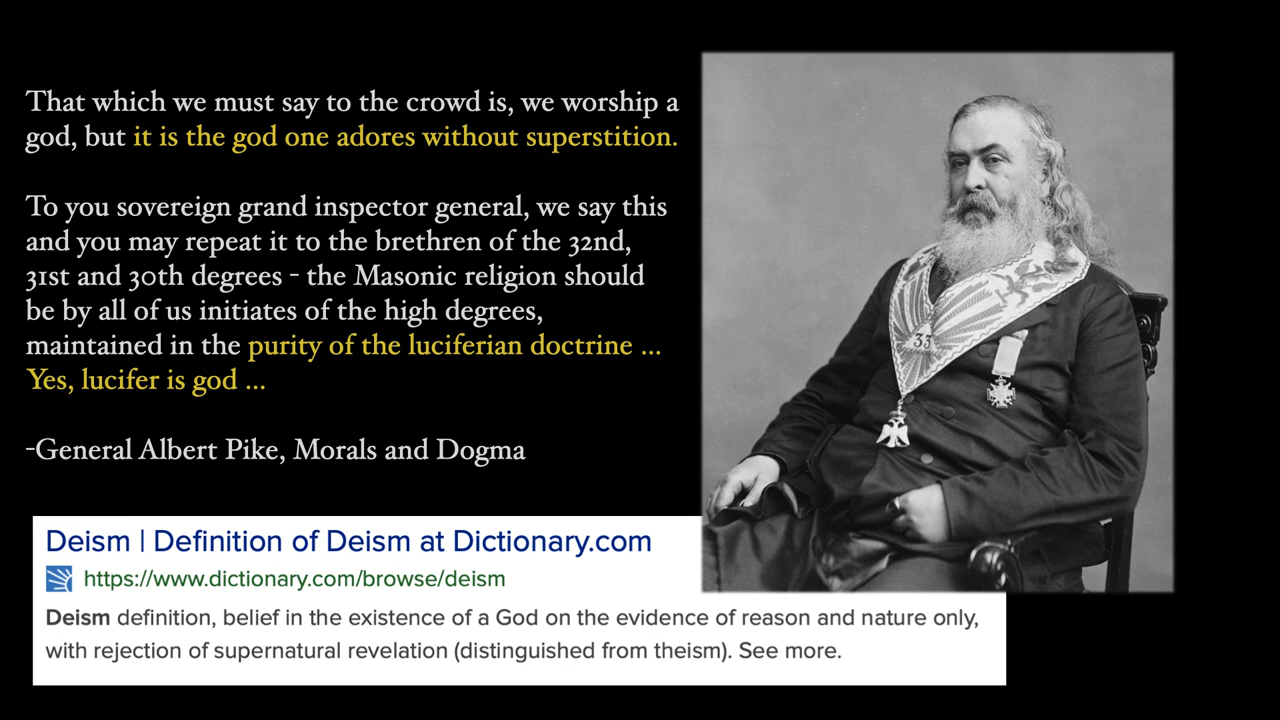 That which we must say to the crowd is, we worship a
god, but it is the god one adores without superstition.
To you sovereign grand inspector general, we say this
and you may repeat it to the brethren of the 32nd,
31st and 30th degrees - the Masonic religion should
be by all of us initiates of the high degrees,
maintained in the purity of the luciferian doctrine ...
Yes, lucifer is god ...
-General Albert Pike, Morals and Dogma
33
Deism | Definition of Deism at Dictionary.com
https://www.dictionary.com/browse/deism
Deism definition, belief in the existence of a God on the evidence of reason and nature only,
with rejection of supernatural revelation (distinguished from theism). See more.